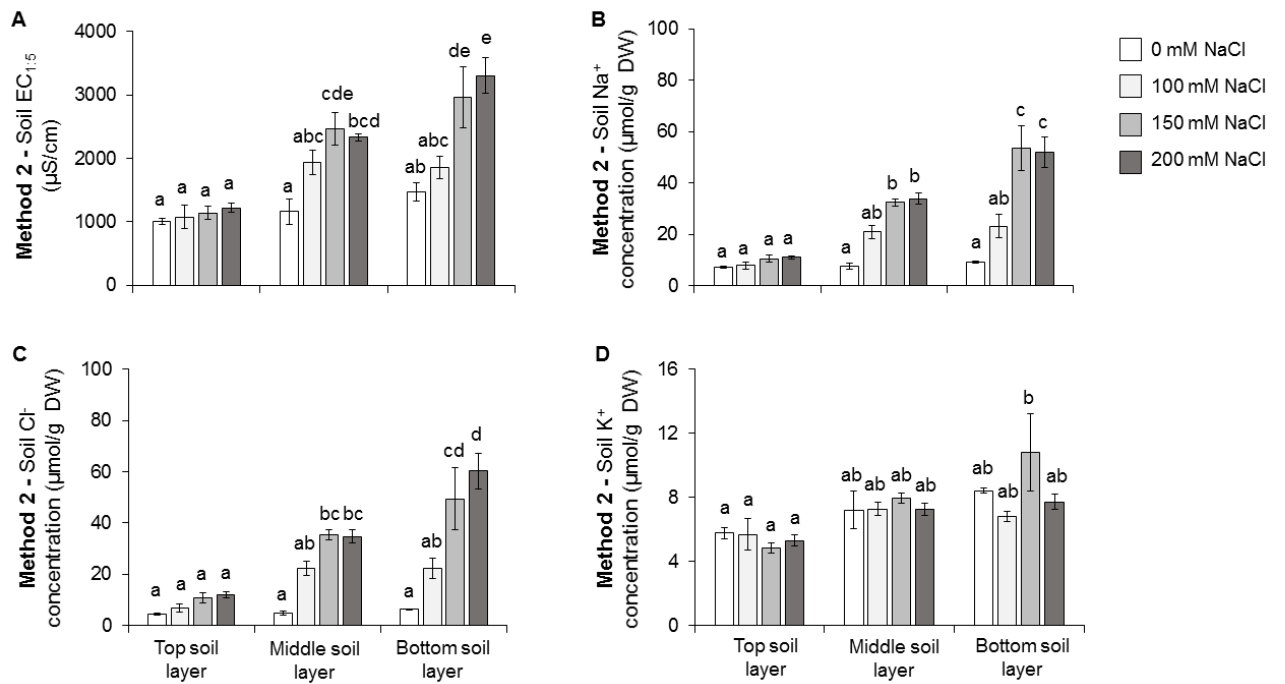 A
Method 2 - Soil EC1:5
(µS/cm)
4000
3000
2000
1000
0
a
a
a
a
a
abc
cde
bcd
ab
abc
de
e
B
Method 2 - Soil Na+
concentration (µmol/g DW)
100
80
60
40
20
0
a
a
a
a
a
ab
b
b
a
ab
c
c
0 mM NaCl
100 mM NaCl
150 mM NaCl
200 mM NaCl
C
Method 2 - Soil Cl-
concentration (µmol/g DW)
100
80
60
40
20
0
a
a
a
a
a
ab
bc
bc
a
ab
cd
d
Top soil
layer
Middle soil
layer
Bottom soil
layer
D
Method 2 - Soil K+
concentration (µmol/g DW)
16
12
8
4
0
a
a
a
a
ab
ab
ab
ab
ab
ab
b
ab
Top soil
layer
Middle soil
layer
Bottom soil
layer